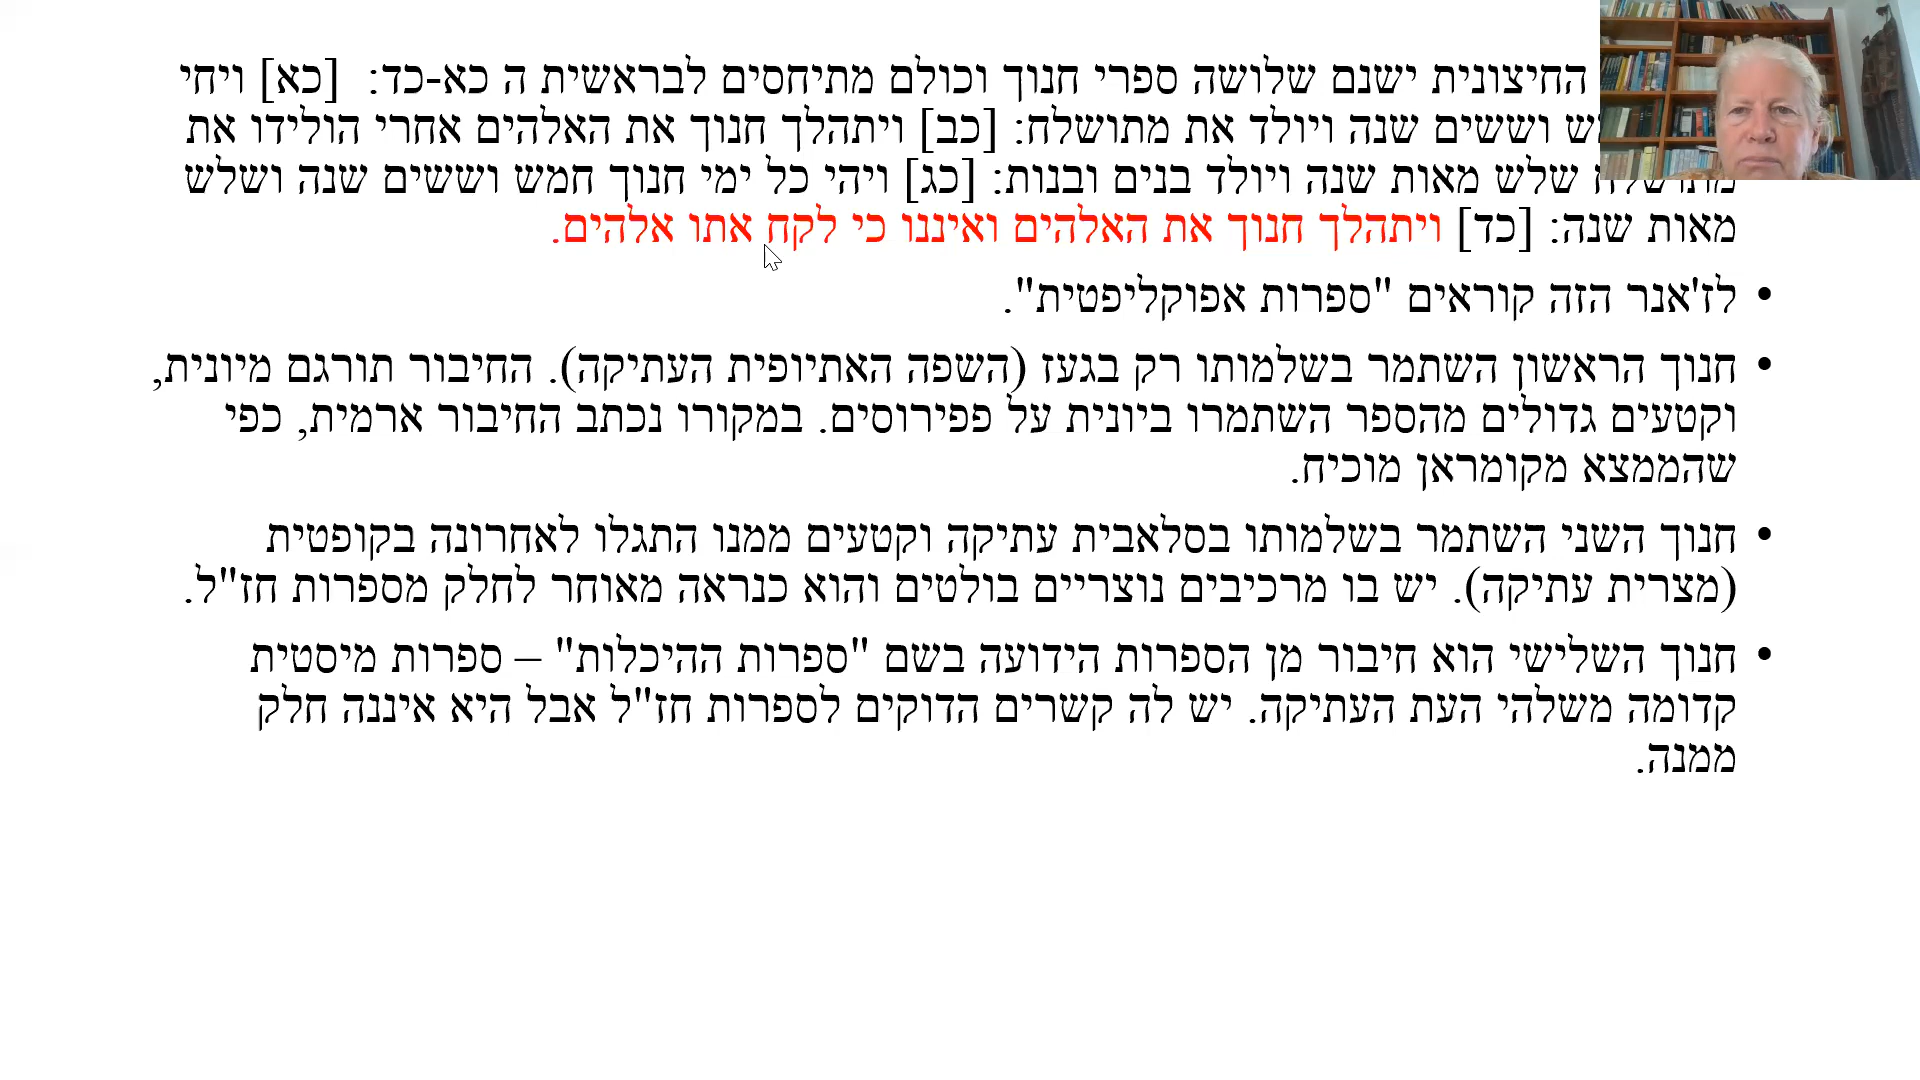 החיצונית ישנם שלושה ספרי חנוך וכולם מתיחסים לבראשית ה כא-כד: [כא] ויחי
וששים שנה ויולד את מתושלח: [כב] ויתהלך חנוך את האלהים אחרי הולידו את
מתושלח שלש מאות שנה ויולד בנים ובנות: [כג] ויהי כל ימי חנוך חמש וששים שנה ושלש
מאות שנה: [כד] ויתהלך חנוך את האלהים ואיננו כי לקח אתו אלהים.
• לז'אנר הזה קוראים "ספרות אפוקליפטית".
• חנוך הראשון השתמר בשלמותו רק בגעז (השפה האתיופית העתיקה). החיבור תורגם מיונית,
וקטעים גדולים מהספר השתמרו ביונית על פפירוסים. במקורו נכתב החיבור ארמית, כפי
שהממצא מקומראן מוכיח.
• חנוך השני השתמר בשלמותו בסלאבית עתיקה וקטעים ממנו התגלו לאחרונה בקופטית
(מצרית עתיקה). יש בו מרכיבים נוצריים בולטים והוא כנראה מאוחר לחלק מספרות חז"ל.
• חנוך השלישי הוא חיבור מן הספרות הידועה בשם "ספרות ההיכלות" – ספרות מיסטית
קדומה משלהי העת העתיקה. יש לה קשרים הדוקים לספרות חז"ל אבל היא איננה חלק
ממנה.